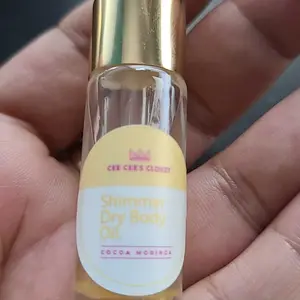 CEE CEE'S CLOSET
Shimmer
Dry Body
Oil
COCOA MORINGA